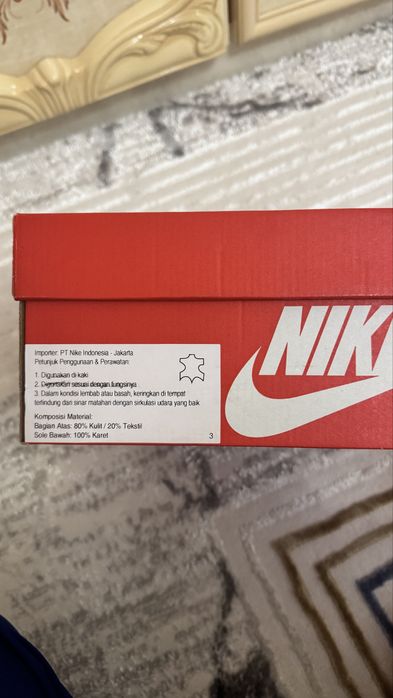 Importer: PT Nike Indonesia - Jakarta
Petunjuk Penggunaan & Perawatan:
1. Digunakan di kaki
2. Digunakan sesuai dengan fungsinya
3. Dalam kondisi lembab atau basah, keringkan di tempat
terlindung dari sinar matahari dengan sirkulasi udara yang baik
Komposisi Material:
Bagian Atas: 80% Kulit / 20% Tekstil
Sole Bawah: 100% Karet
3
NIK